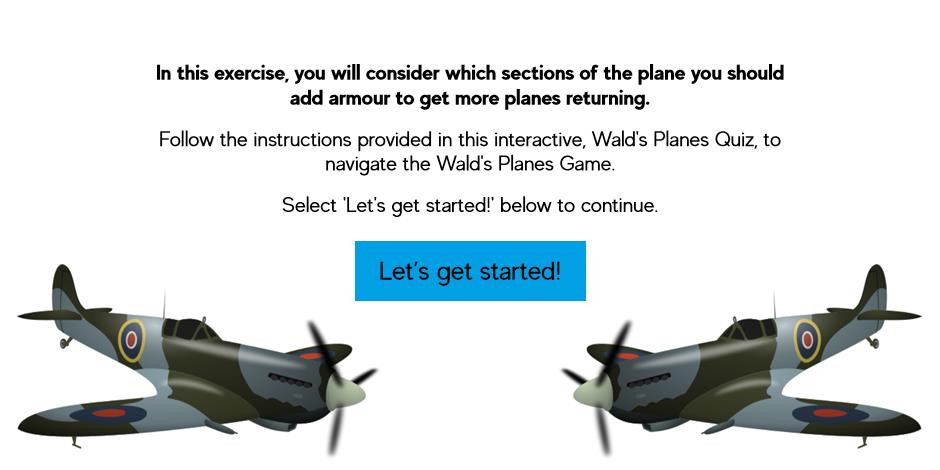 In this exercise, you will consider which sections of the plane you should
add armour to get more planes returning.
Follow the instructions provided in this interactive, Wald's Planes Quiz, to
navigate the Wald's Planes Game.
Select 'Let's get started!' below to continue.
Let's get started!